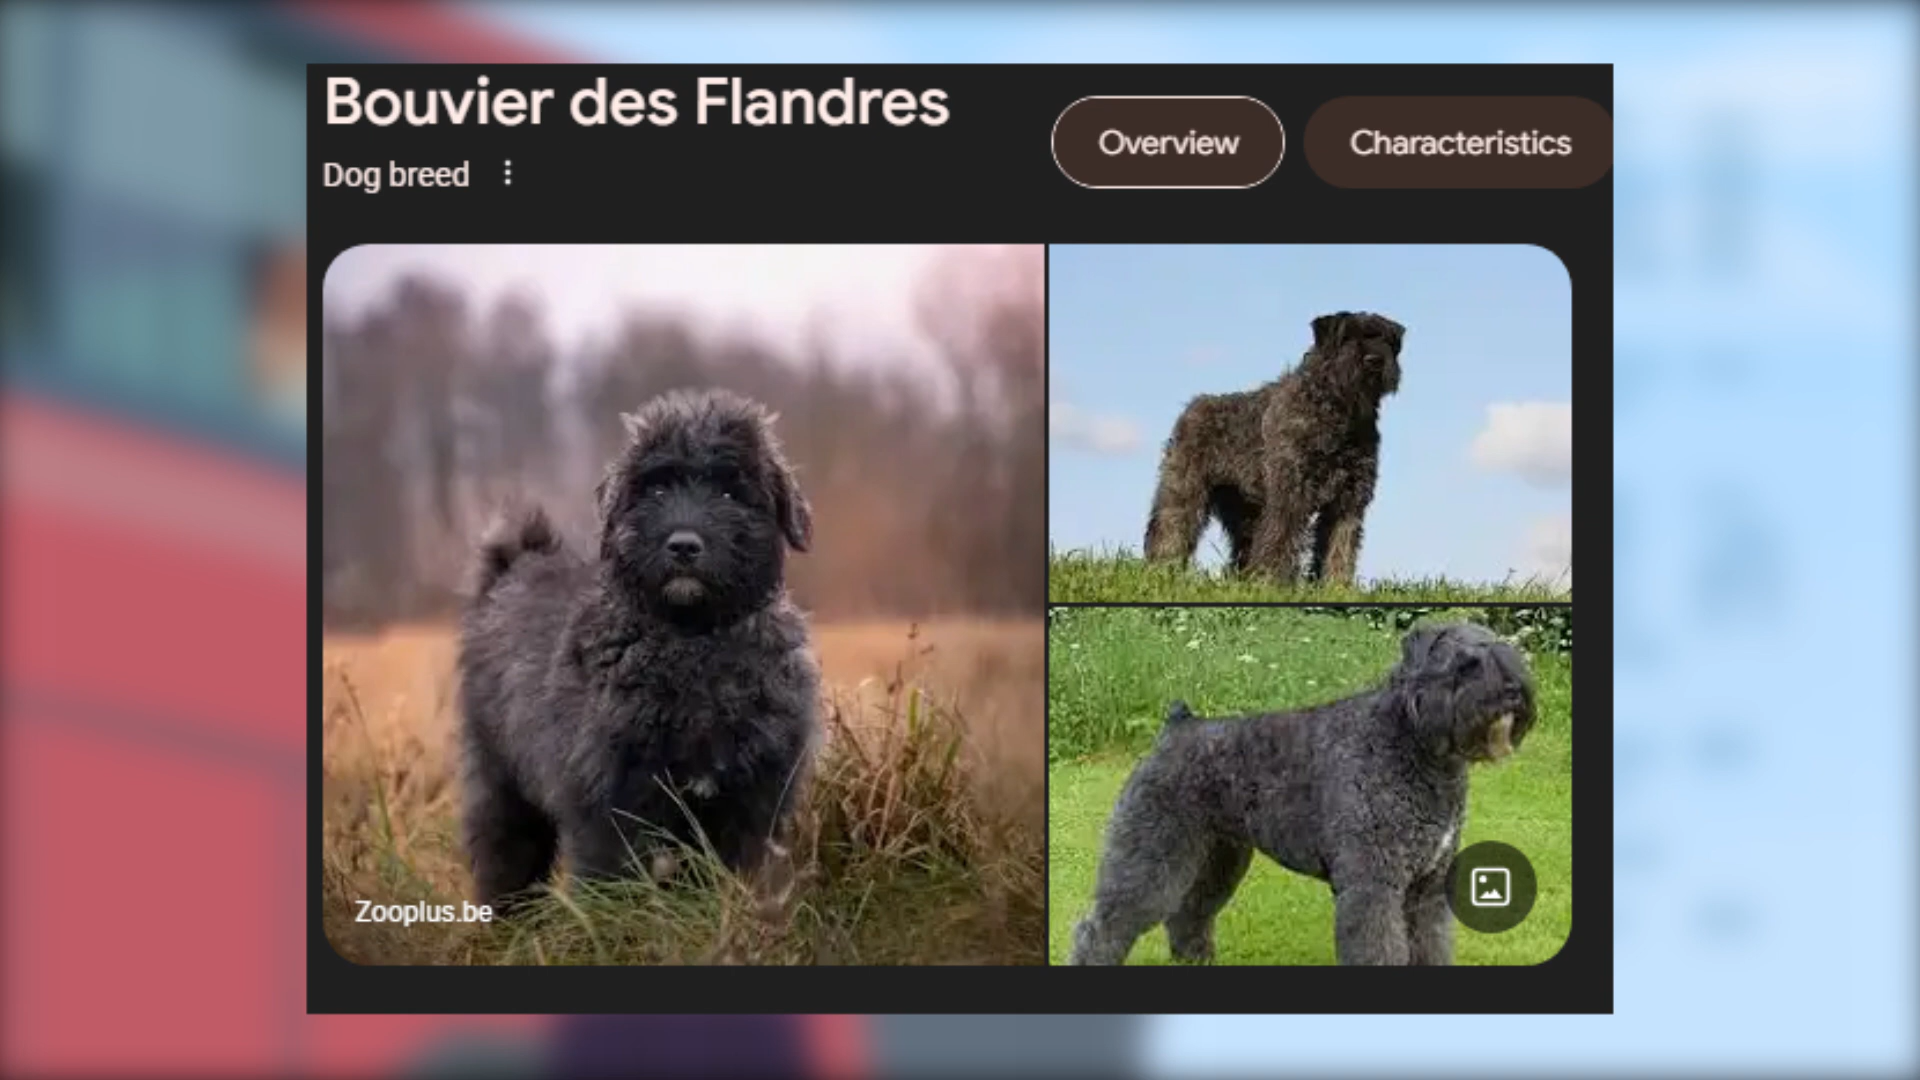 Bouvier des Flandres
Dog breed
Overview
Characteristics
Zooplus.be